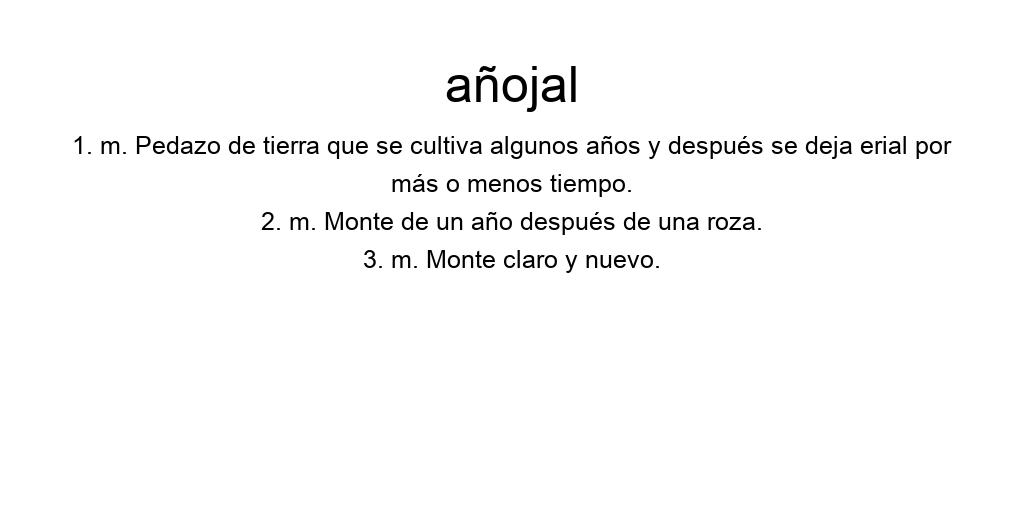 añojal
1. m. Pedazo de tierra que se cultiva algunos años y después se deja erial por
más o menos tiempo.
2. m. Monte de un año después de una roza.
3. m. Monte claro y nuevo.